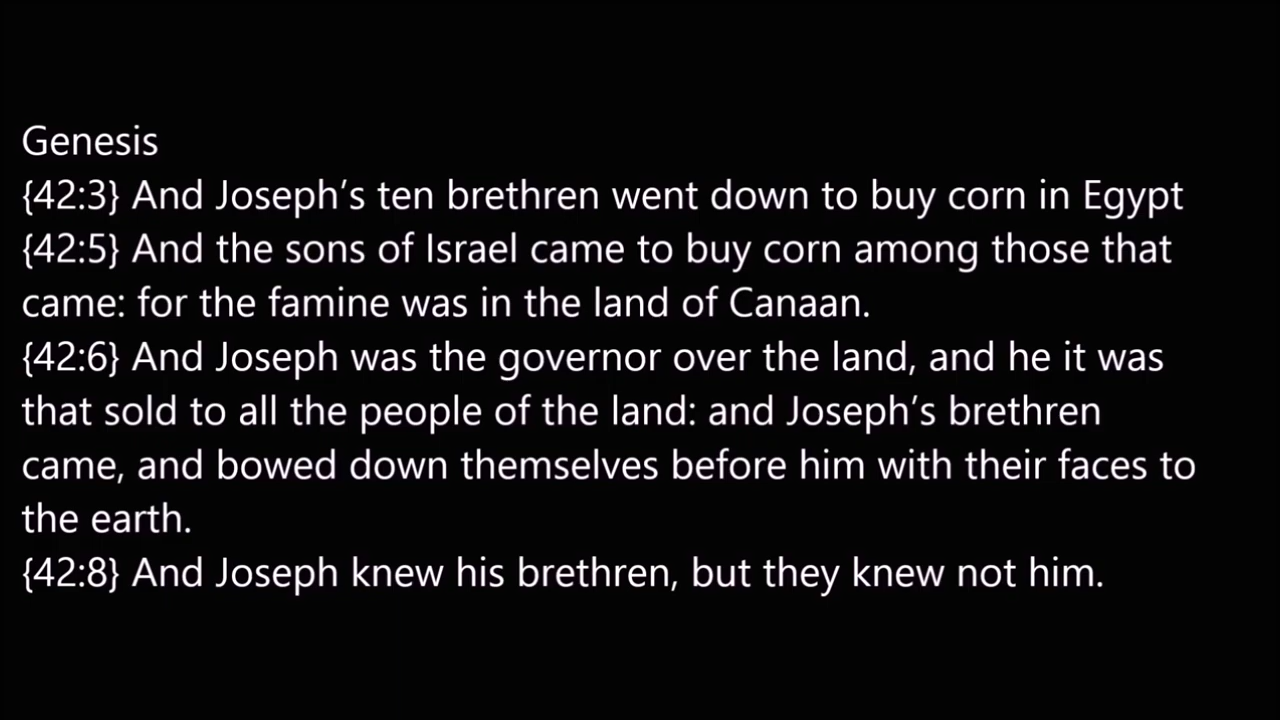 Genesis
{42:3} And Joseph’s ten brethren went down to buy corn in Egypt
{42:5} And the sons of Israel came to buy corn among those that
came: for the famine was in the land of Canaan.
{42:6} And Joseph was the governor over the land, and he it was
that sold to all the people of the land: and Joseph’s brethren
came, and bowed down themselves before him with their faces to
the earth.
{42:8} And Joseph knew his brethren, but they knew not him.